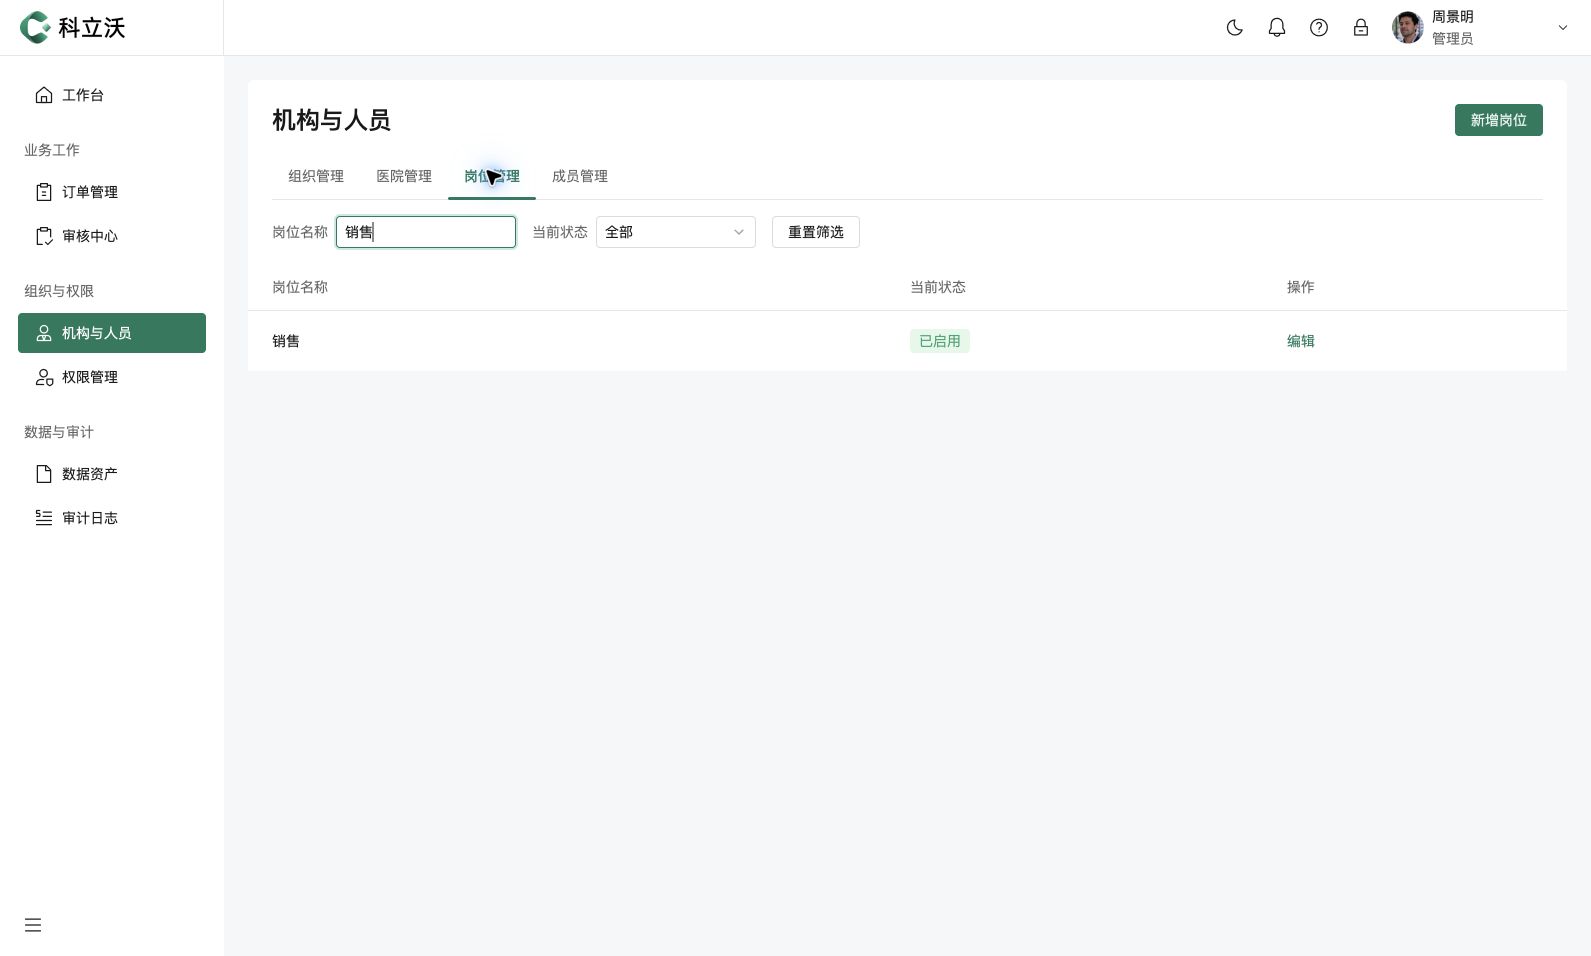 科立沃
周景明
管理员
工作台
业务工作
订单管理
审核中心
组织与权限
机构与人员
权限管理
数据与审计
数据资产
审计日志
机构与人员
新增岗位
组织管理 医院管理 岗位管理 成员管理
岗位名称 销售 当前状态 全部 重置筛选
岗位名称 当前状态 操作
销售 已启用 编辑